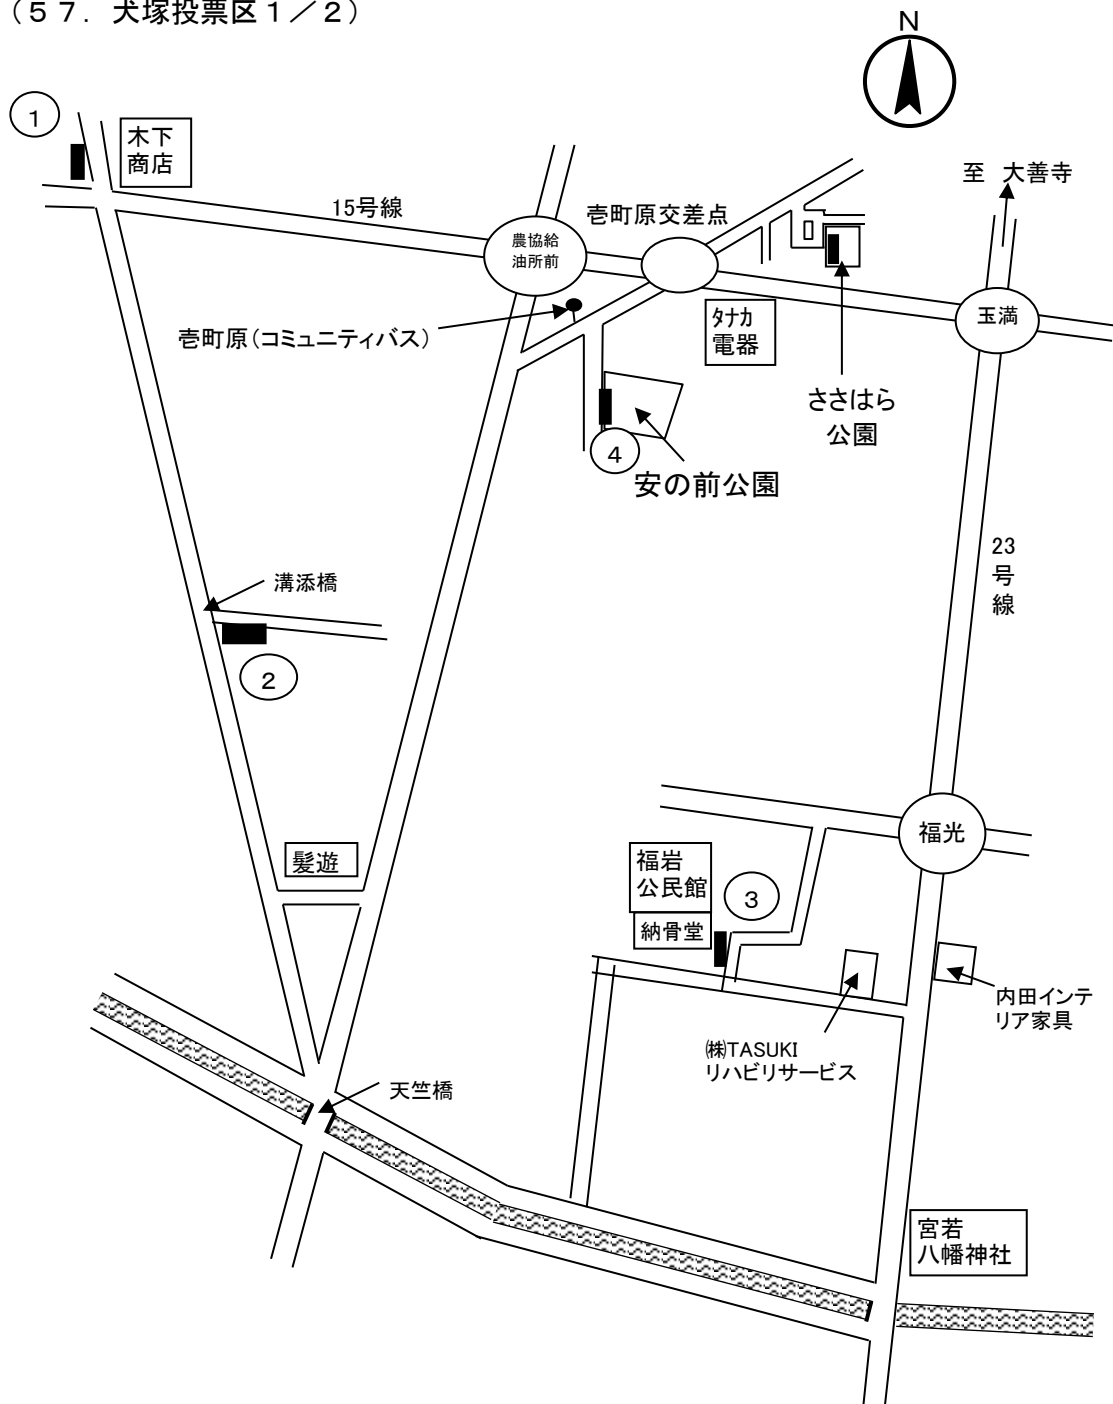 （５７．犬塚投票区１／２）
N
1
木下
商店
至 大善寺
15号線
壱町原交差点
農協給
油所前
玉満
壱町原（コミュニティバス）
ﾀﾅｶ
電器
ささはら
公園
4
安の前公園
23
号
線
溝添橋
2
福光
髪遊
福岩
公民館
3
納骨堂
内田インテ
リア家具
㈱TASUKI
リハビリサービス
天竺橋
宮若
八幡神社